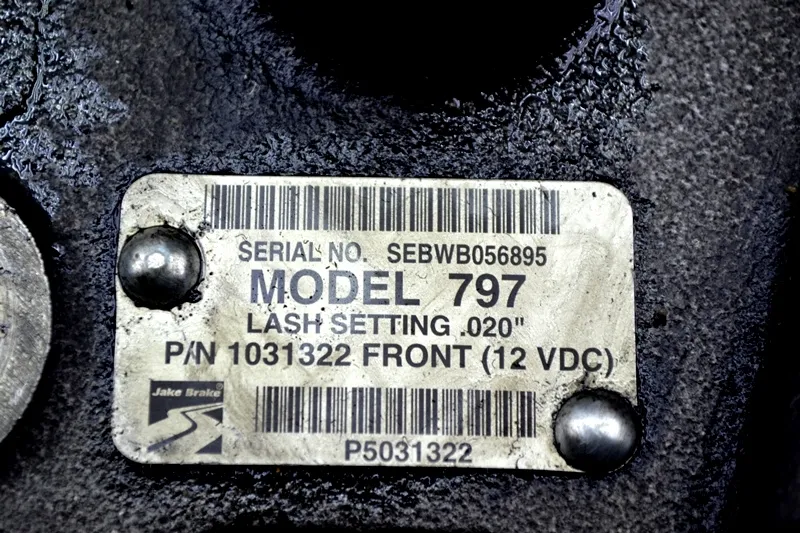 SERIAL NO. SEBWB056895
MODEL 797
LASH SETTING .020"
P/N 1031322 FRONT (12 VDC)
Jake Brake®
P5031322